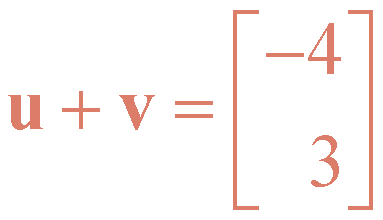 u + v = [−4
3]